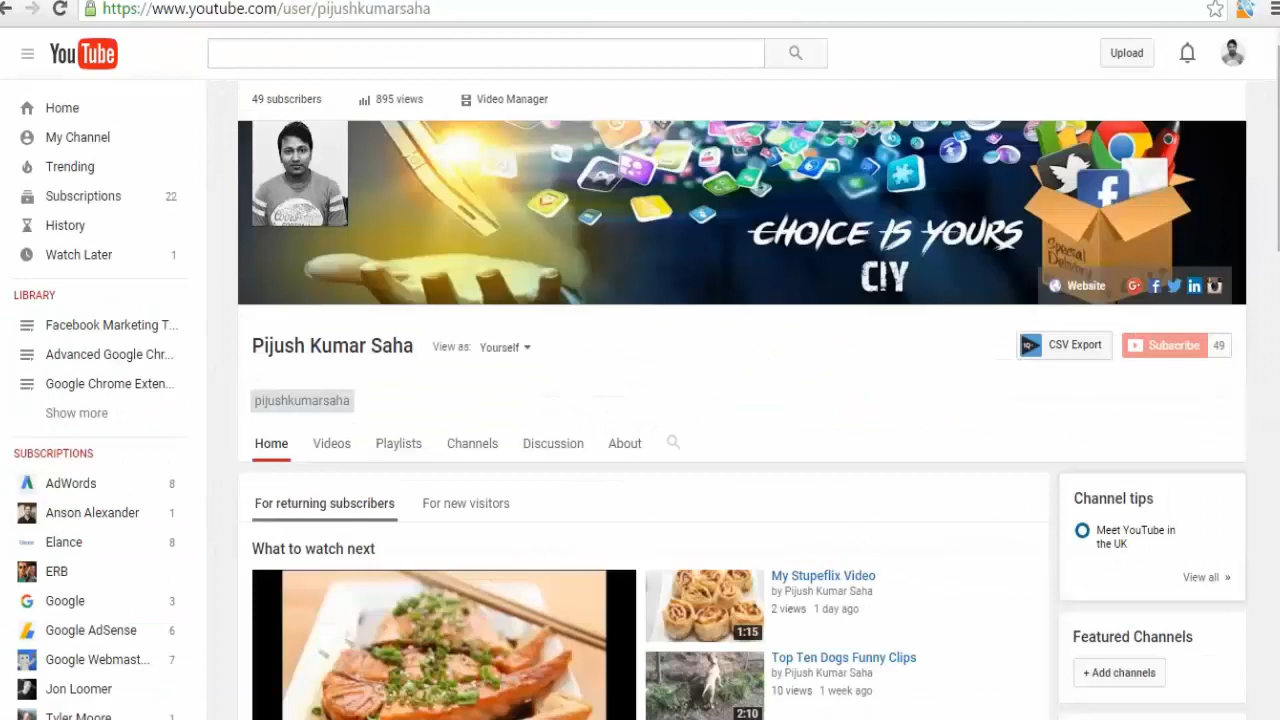 https://www.youtube.com/user/pijushkumarsaha
YouTube
Upload
Home
My Channel
Trending
Subscriptions 22
History
Watch Later 1
LIBRARY
Facebook Marketing T...
Advanced Google Chr...
Google Chrome Exten...
Show more
SUBSCRIPTIONS
AdWords 8
Anson Alexander 1
Elance 8
ERB
Google 3
Google AdSense 6
Google Webmast... 7
Jon Loomer
Tyler Moore 1
49 subscribers 895 views Video Manager
CHOICE IS YOURS
CIY
Special
Delivery
Website
Pijush Kumar Saha View as: Yourself
CSV Export Subscribe 49
pijushkumarsaha
Home Videos Playlists Channels Discussion About
For returning subscribers For new visitors
What to watch next
1:15
My Stupeflix Video
by Pijush Kumar Saha
2 views 1 day ago
2:10
Top Ten Dogs Funny Clips
by Pijush Kumar Saha
10 views 1 week ago
Channel tips
Meet YouTube in
the UK
View all »
Featured Channels
+ Add channels